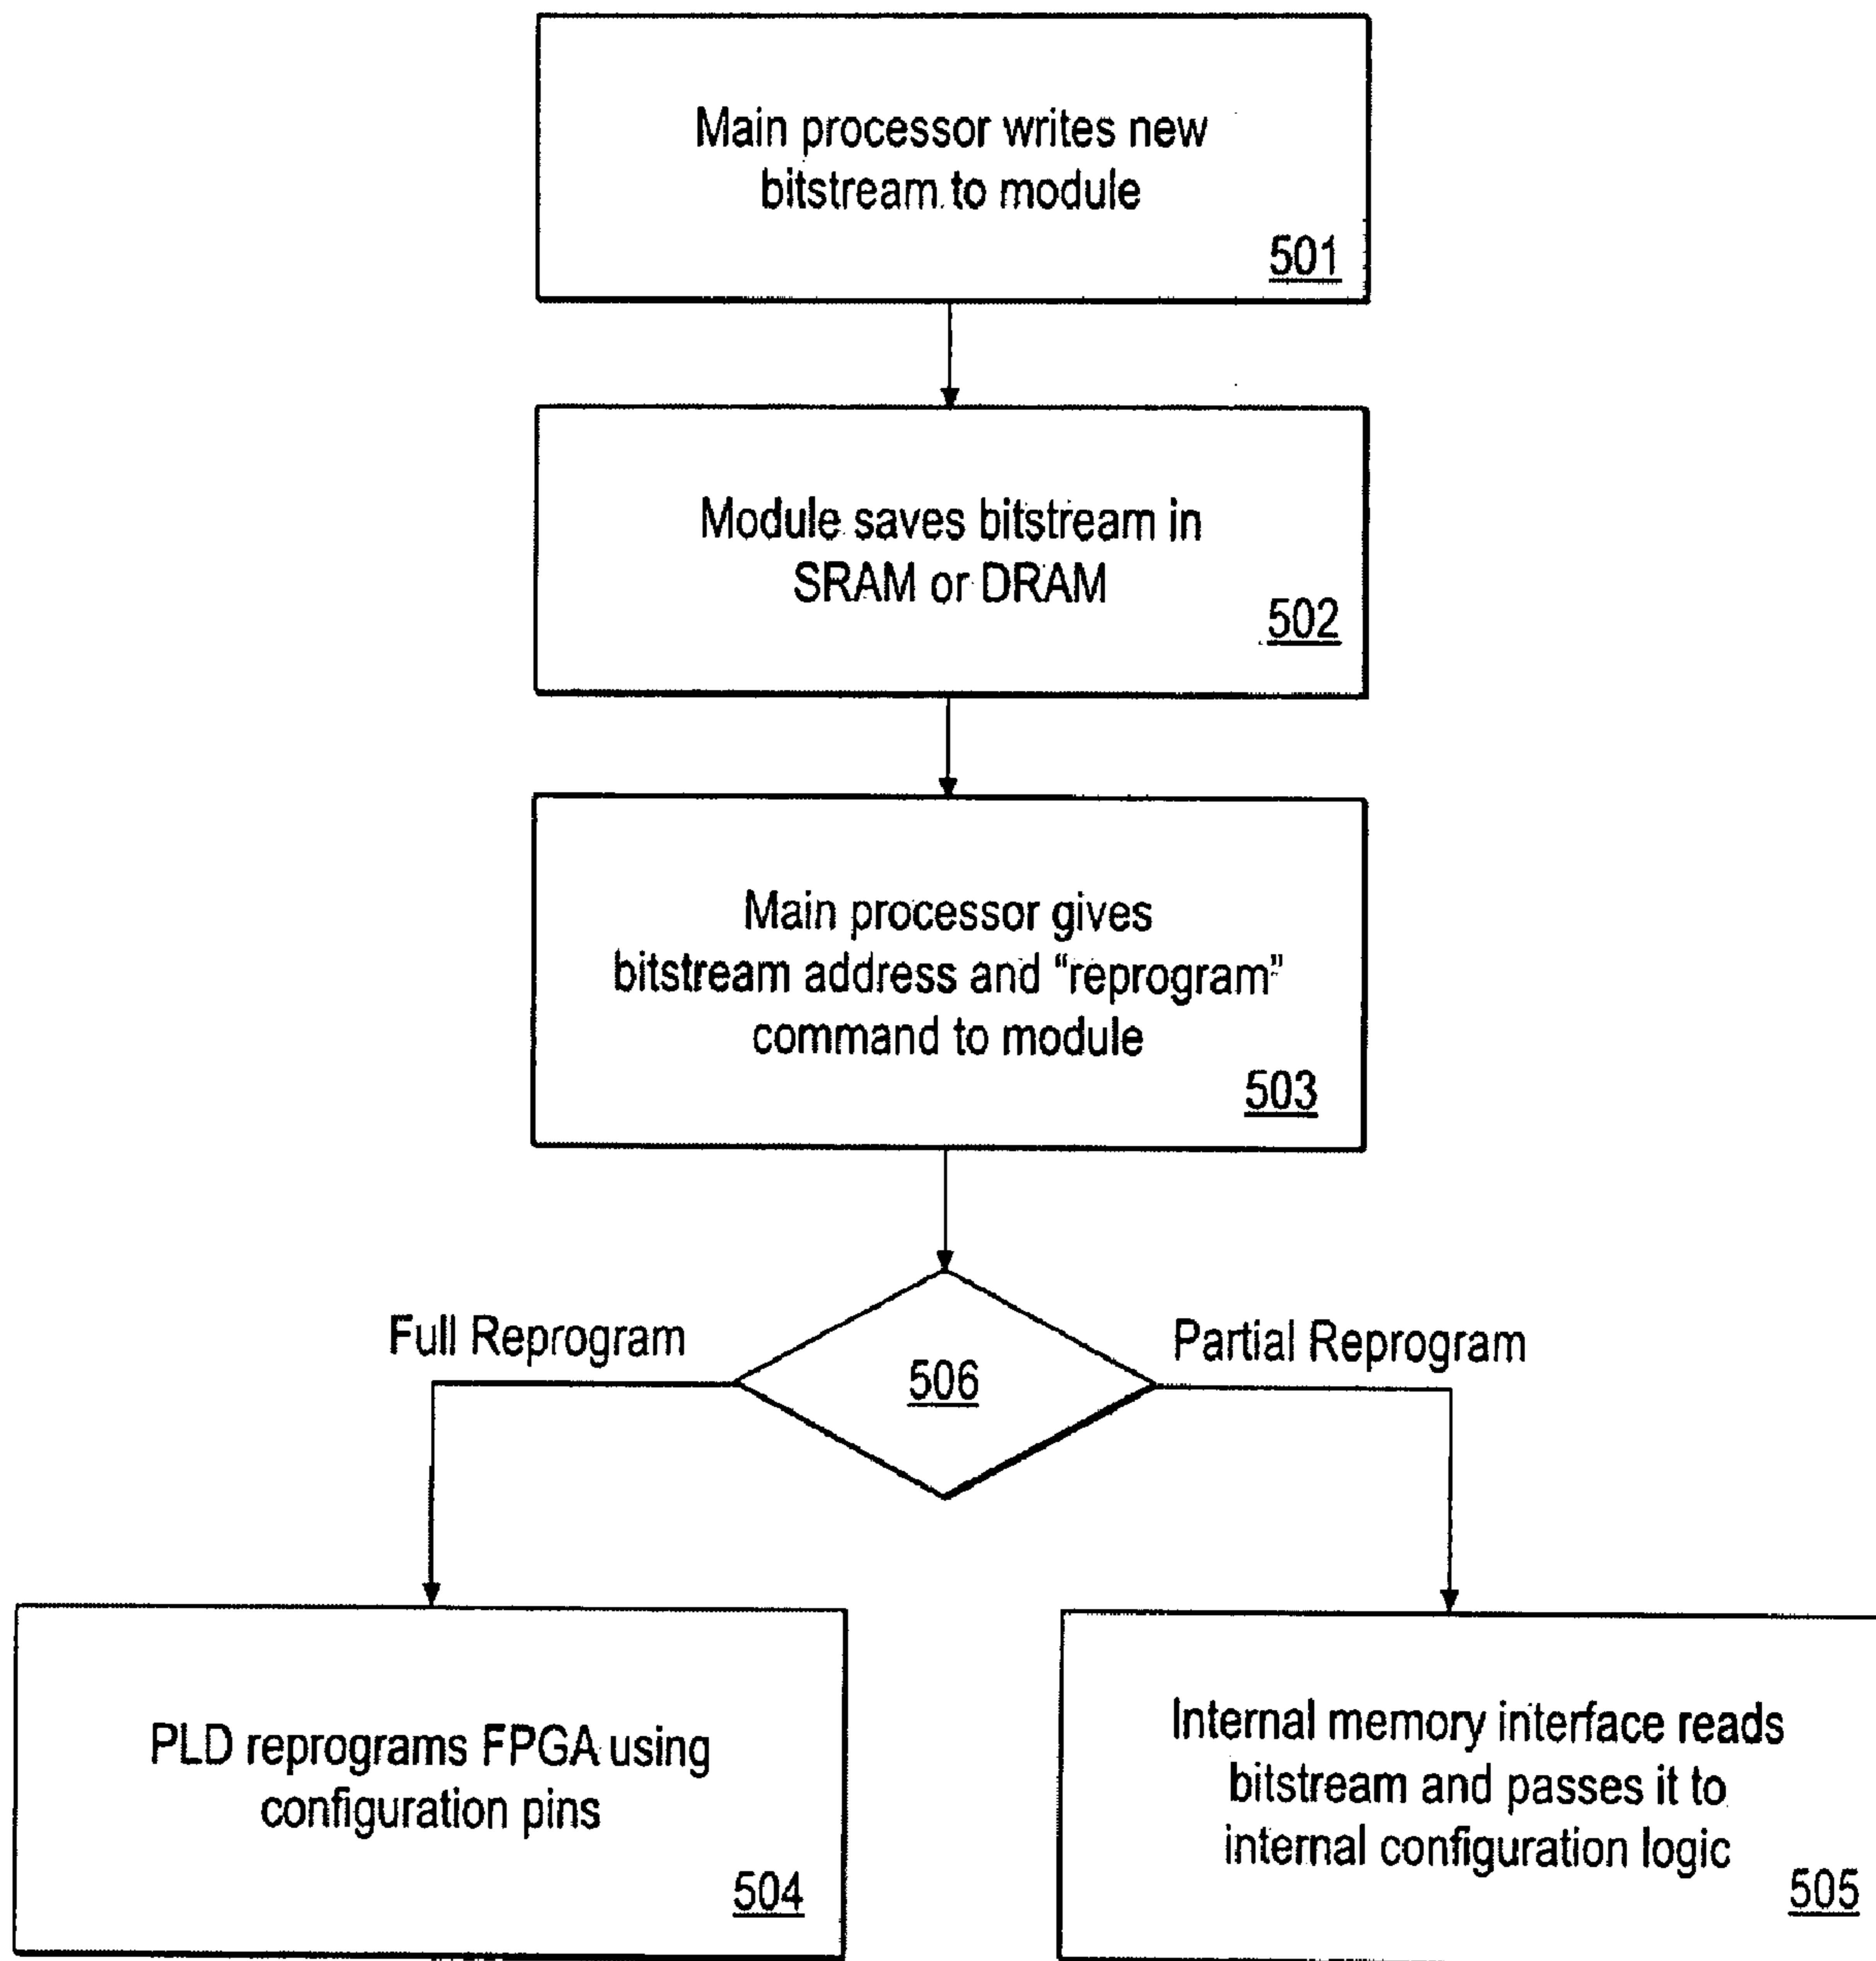 Main processor writes new
bitstream to module
501
Module saves bitstream in
SRAM or DRAM
502
Main processor gives
bitstream address and “reprogram”
command to module
503
Full Reprogram
506
Partial Reprogram
PLD reprograms FPGA using
configuration pins
504
Internal memory interface reads
bitstream and passes it to
internal configuration logic
505